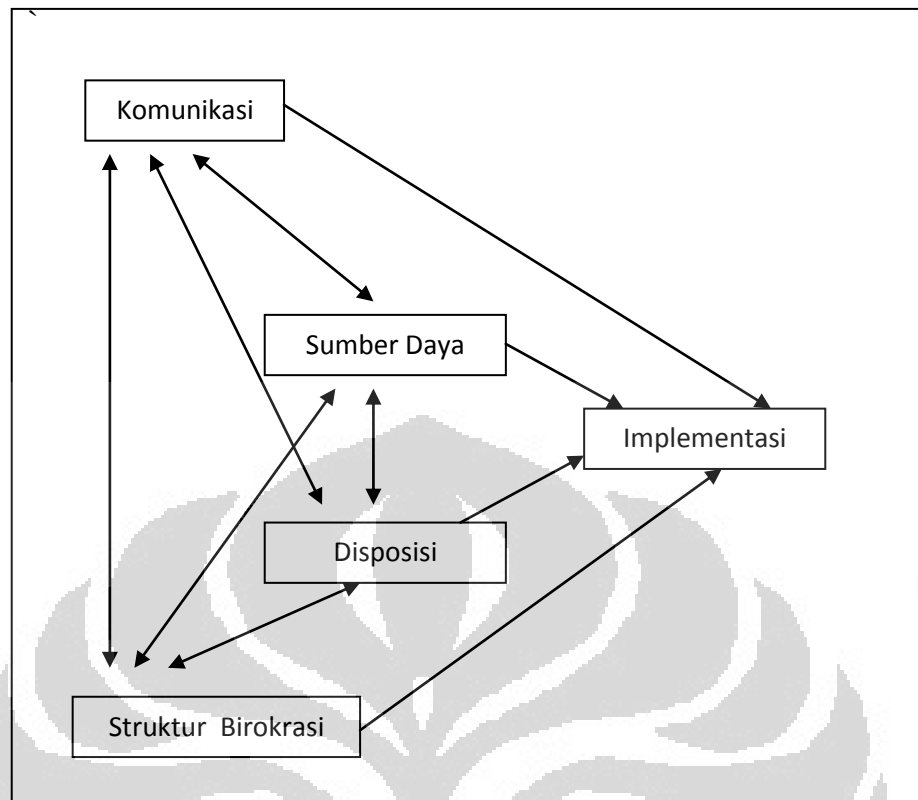 `
Komunikasi
Sumber Daya
Implementasi
Disposisi
Struktur Birokrasi